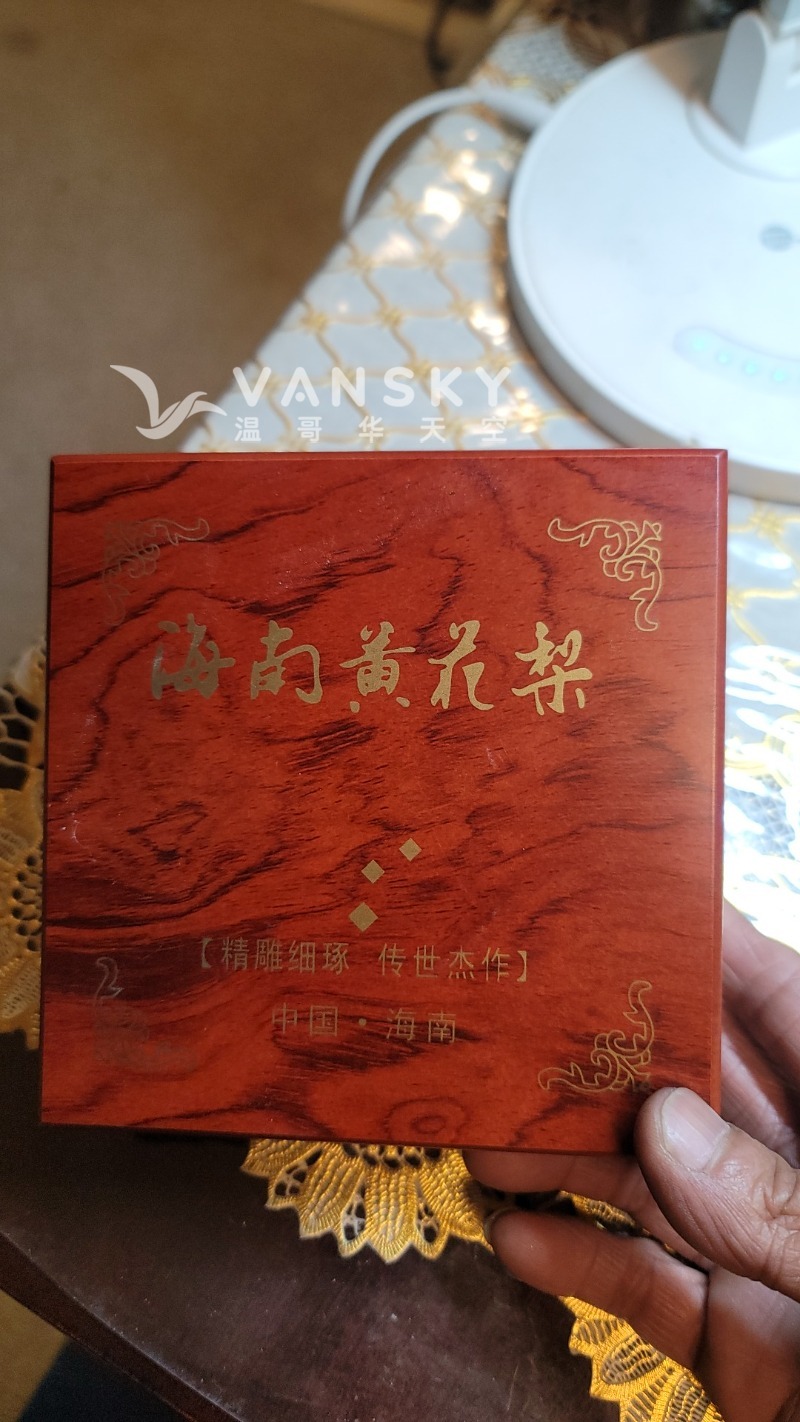 VANSKY
温哥华天空
海南黄花梨
【精雕细琢 传世杰作】
中国·海南